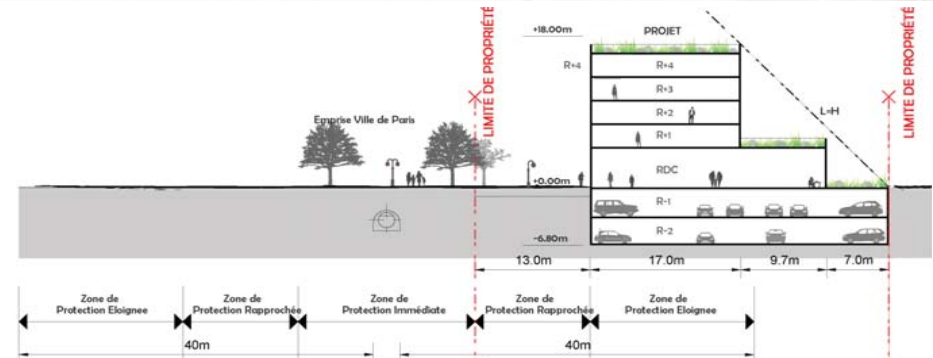 LIMITE DE PROPRIÉTÉ
LIMITE DE PROPRIÉTÉ
+18.00m
PROJET
R+4
R+4
R+3
R+2
R+1
L=H
Emprise Ville de Paris
+0.00m
RDC
R-1
R-2
-6.80m
13.0m
17.0m
9.7m
7.0m
Zone de
Protection Eloignee
Zone de
Protection Rapprochée
Zone de
Protection Immédiate
Zone de
Protection Rapprochée
Zone de
Protection Eloignee
40m
40m